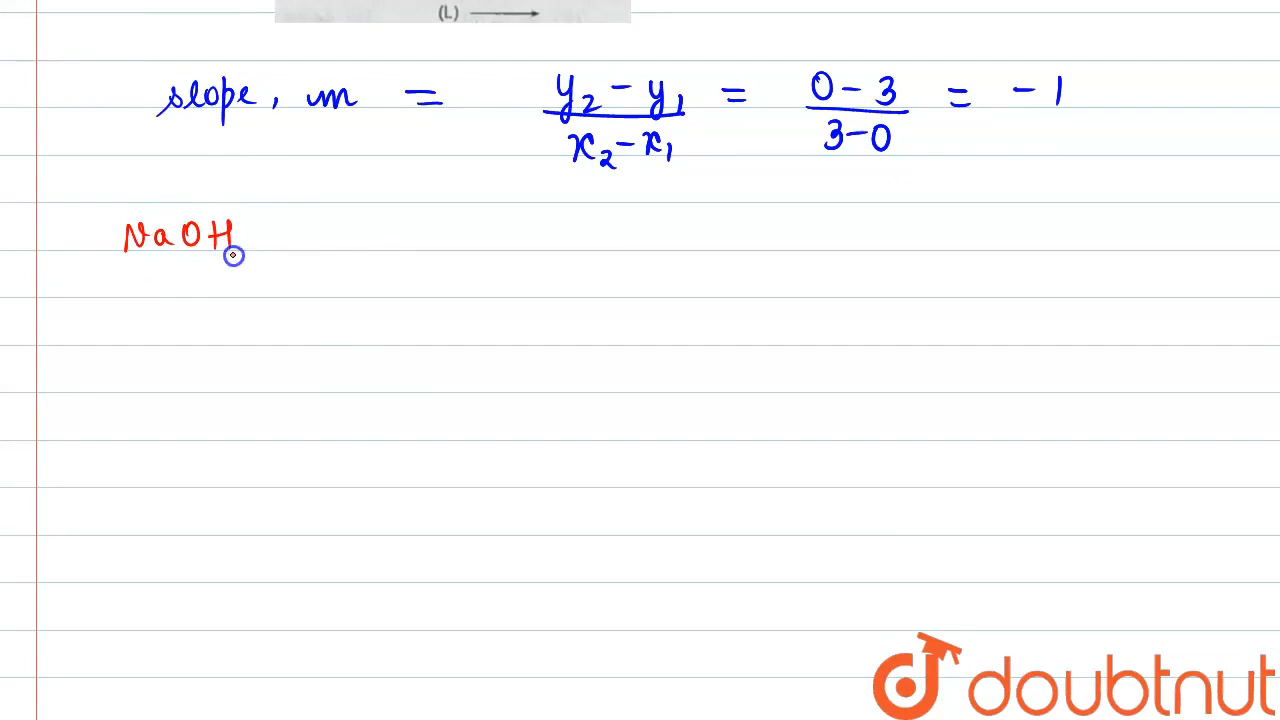 (L) ⟶
slope, m = y₂ - y₁ / x₂ - x₁ = 0 - 3 / 3 - 0 = - 1
NaOH
doubtnut